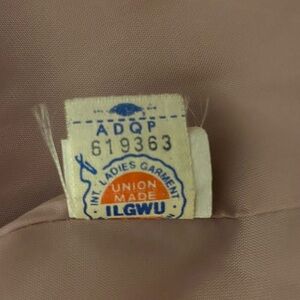 ADQP
619363
INT. LADIES GARMENT
UNION
MADE
ILGWU